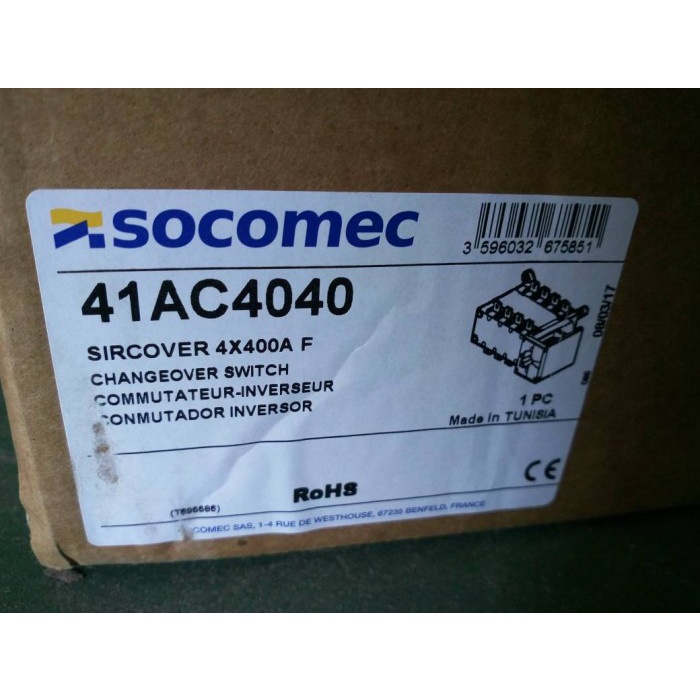 socomec
3 596032 675851
41AC4040
SIRCOVER 4X400A F
CHANGEOVER SWITCH
COMMUTATEUR-INVERSEUR
CONMUTADOR INVERSOR
08/03/17
1 PC
Made in TUNISIA
RoHS
CE
SOCOMEC SAS, 1-4 RUE DE WESTHOUSE, 67230 BENFELD, FRANCE